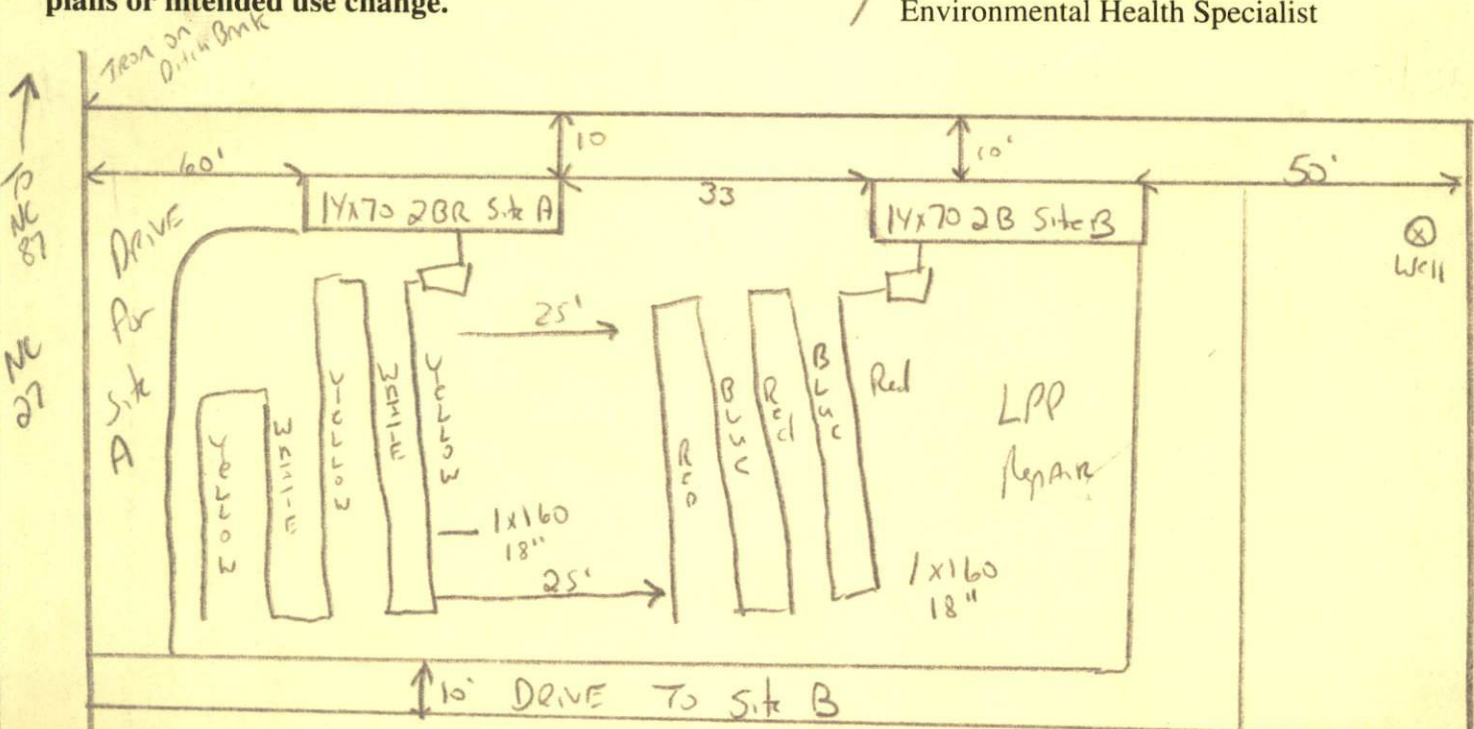 plans or intended use change.
Environmental Health Specialist
Iron on
Ditch Bank
To
NC
87
NC
27
60'
10
33
10'
50'
14x70 2BR Site A
14x70 2B Site B
⊗
Well
Drive
for
Site
A
25'
Yellow
White
Yellow
White
Yellow
Red
Blue
Red
Blue
Red
LPP
Repair
1x160
18"
25'
1x160
18"
10' Drive To Site B